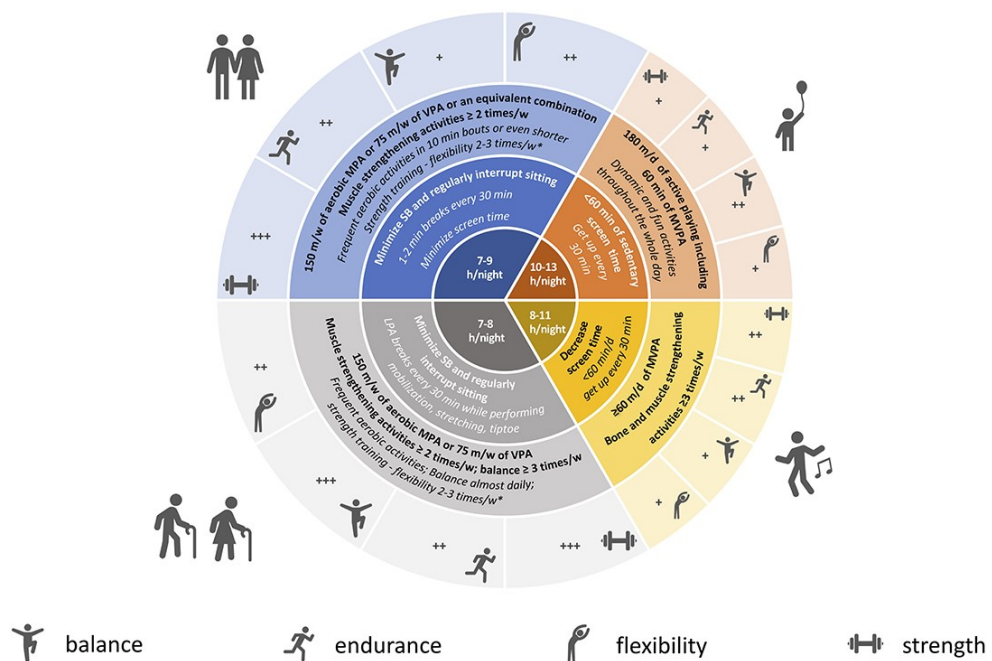 +
++
++
+++
150 m/w of aerobic MPA or 75 m/w of VPA or an equivalent combination
Muscle strengthening activities ≥ 2 times/w
Frequent aerobic activities in 10 min bouts or even shorter
Strength training - flexibility 2-3 times/w*
Minimize SB and regularly interrupt sitting
1-2 min breaks every 30 min
Minimize screen time
7-9
h/night
+
+
++
+
180 m/d of active playing including
60 min of MVPA
Dynamic and fun activities
throughout the whole day
<60 min of sedentary
screen time
Get up every
30 min
10-13
h/night
8-11
h/night
Decrease
screen time
<60 min/d
get up every 30 min
≥60 m/d of MVPA
Bone and muscle strengthening
activities ≥3 times/w
++
++
+
+
7-8
h/night
Minimize SB and regularly
interrupt sitting
LPA breaks every 30 min while performing
mobilization, stretching, tiptoe
150 m/w of aerobic MPA or 75 m/w of VPA
Muscle strengthening activities ≥ 2 times/w; balance ≥ 3 times/w
Frequent aerobic activities; Balance almost daily;
strength training - flexibility 2-3 times/w*
++
+++
++
+++
balance
endurance
flexibility
strength